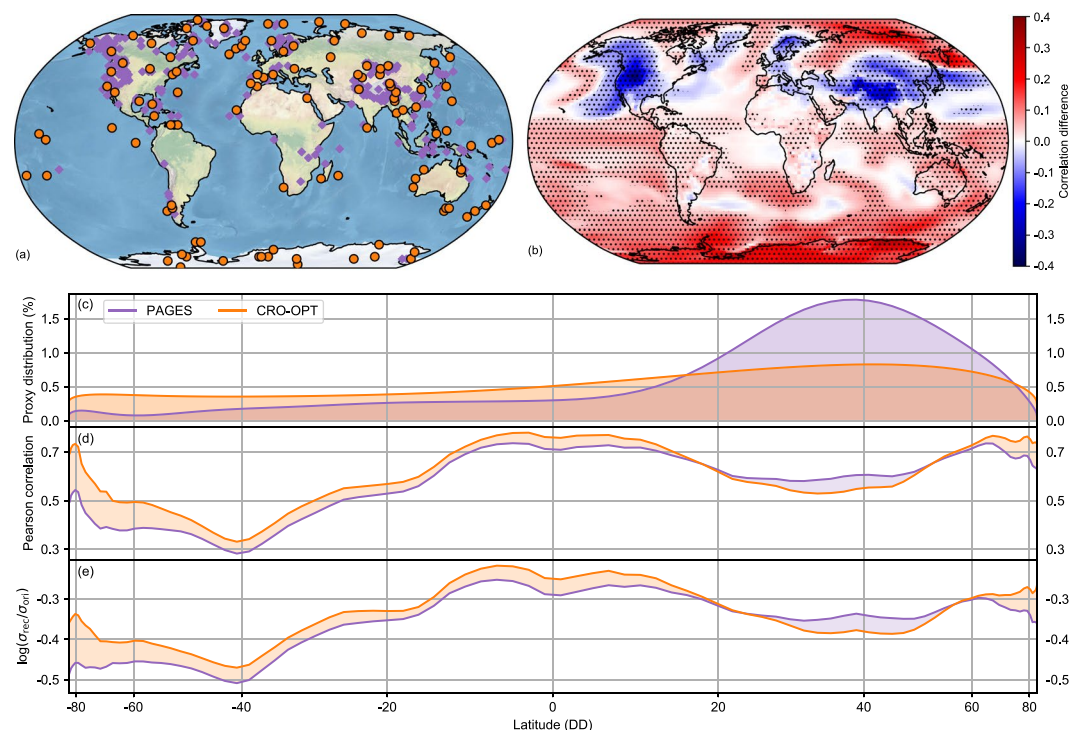 (a)
(b)
0.4
0.3
0.2
0.1
0.0
-0.1
-0.2
-0.3
-0.4
Correlation difference
(c)
PAGES
CRO-OPT
Proxy distribution (%)
1.5
1.0
0.5
0.0
1.5
1.0
0.5
0.0
(d)
Pearson correlation
0.7
0.5
0.3
0.7
0.5
0.3
(e)
log(σrec/σori)
-0.3
-0.4
-0.5
-0.3
-0.4
-0.5
-80 -60 -40 -20 0 20 40 60 80
Latitude (DD)